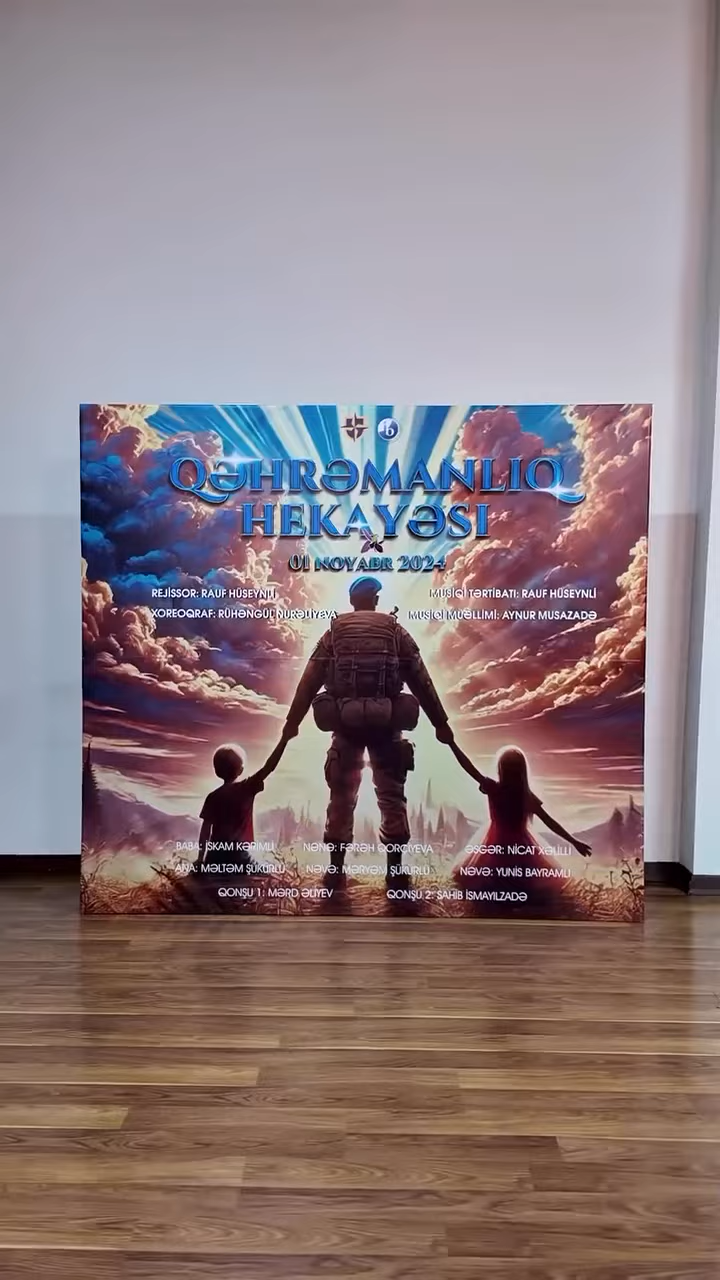 QƏHRƏMANLIQ
HEKAYƏSI
01 NOYABR 2024
REJİSSOR: RAUF HÜSEYNLİ MUSİQİ TƏRTİBATI: RAUF HÜSEYNLİ
XOREOQRAF: RÜHƏNGÜL NURƏLİYEVA MUSİQİ MÜƏLLİMİ: AYNUR MUSAZADƏ
BABA: İSKAM KƏRİMLİ NƏNƏ: FƏRƏH QORÇİYEVA ƏSGƏR: NİCAT XƏLİLLİ
ANA: MƏLTƏM ŞÜKÜRLÜ NƏVƏ: MƏRYƏM ŞÜKÜRLÜ NƏVƏ: YUNİS BAYRAMLI
QONŞU 1: MƏRD ƏLİYEV QONŞU 2: SAHİB İSMAYILZADƏ